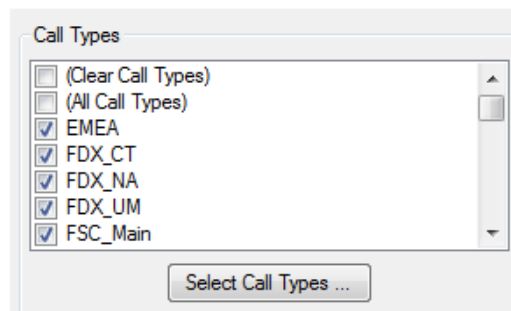 Call Types
(Clear Call Types)
(All Call Types)
EMEA
FDX_CT
FDX_NA
FDX_UM
FSC_Main
Select Call Types ...